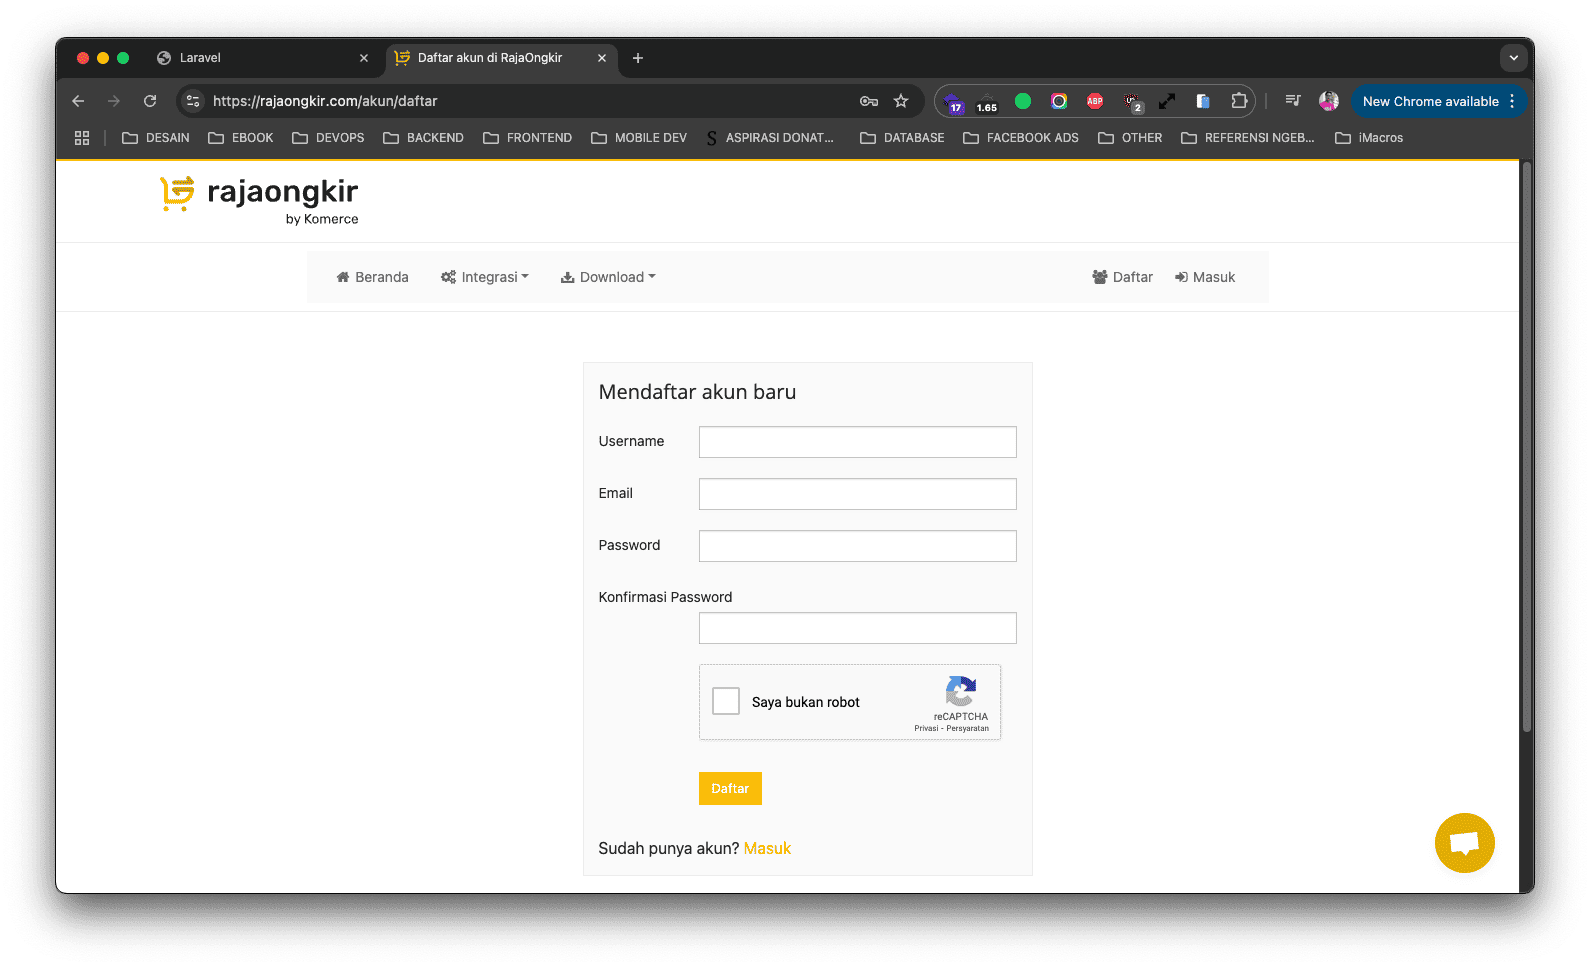 Laravel
Daftar akun di RajaOngkir
https://rajaongkir.com/akun/daftar
17
1.65
ABP
2
New Chrome available
DESAIN
EBOOK
DEVOPS
BACKEND
FRONTEND
MOBILE DEV
ASPIRASI DONAT...
DATABASE
FACEBOOK ADS
OTHER
REFERENSI NGEB...
iMacros
rajaongkir
by Komerce
Beranda
Integrasi
Download
Daftar
Masuk
Mendaftar akun baru
Username
Email
Password
Konfirmasi Password
Saya bukan robot
reCAPTCHA
Privasi - Persyaratan
Daftar
Sudah punya akun? Masuk